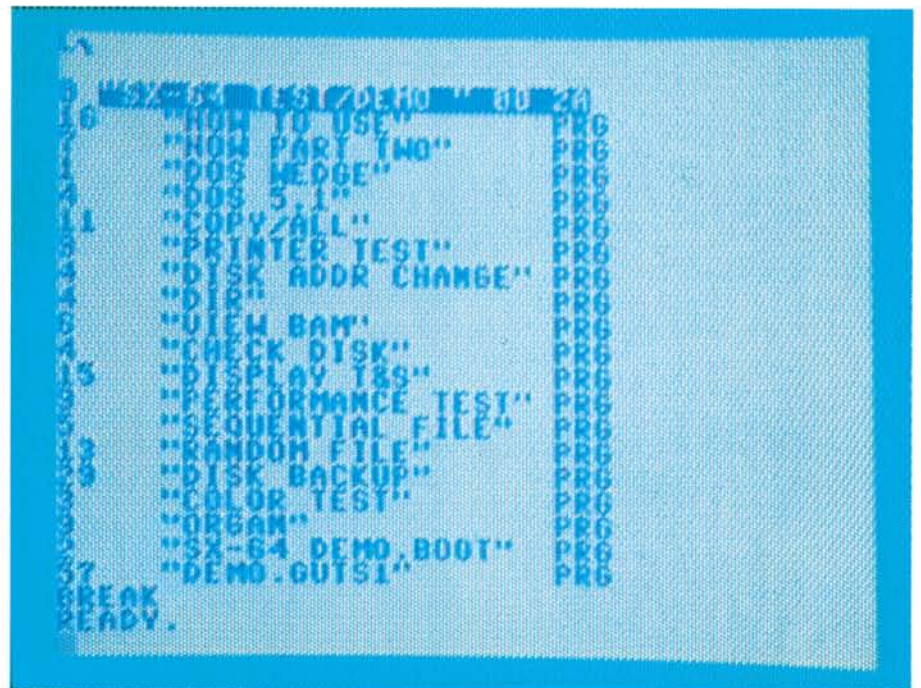 "HOW TO USE" PRG
"HOW PART TWO" PRG
"DOS WEDGE" PRG
"DOS 5.1" PRG
11 "COPY/ALL" PRG
"PRINTER TEST" PRG
"DISK ADDR CHANGE" PRG
"DIR" PRG
"VIEW BAM" PRG
"CHECK DISK" PRG
"DISPLAY T&S" PRG
"PERFORMANCE TEST" PRG
"SEQUENTIAL FILE" PRG
"RANDOM FILE" PRG
"DISK BACKUP" PRG
"COLOR TEST" PRG
"ORGAN" PRG
"SX-64 DEMO.BOOT" PRG
37 "DEMO.GUTS1" PRG
BREAK
READY.